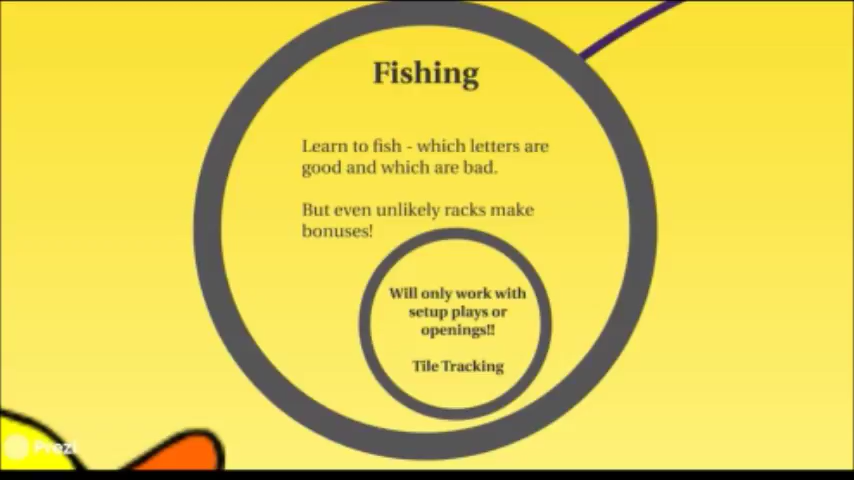 Fishing
Learn to fish - which letters are
good and which are bad.
But even unlikely racks make
bonuses!
Will only work with
setup plays or
openings!!
Tile Tracking
Prezi